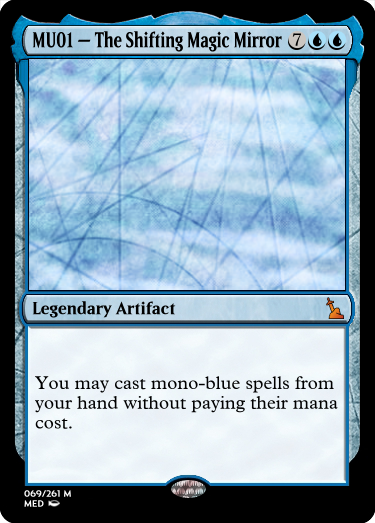 MU01 – The Shifting Magic Mirror 7
Legendary Artifact
You may cast mono-blue spells from
your hand without paying their mana
cost.
069/261 M
MED